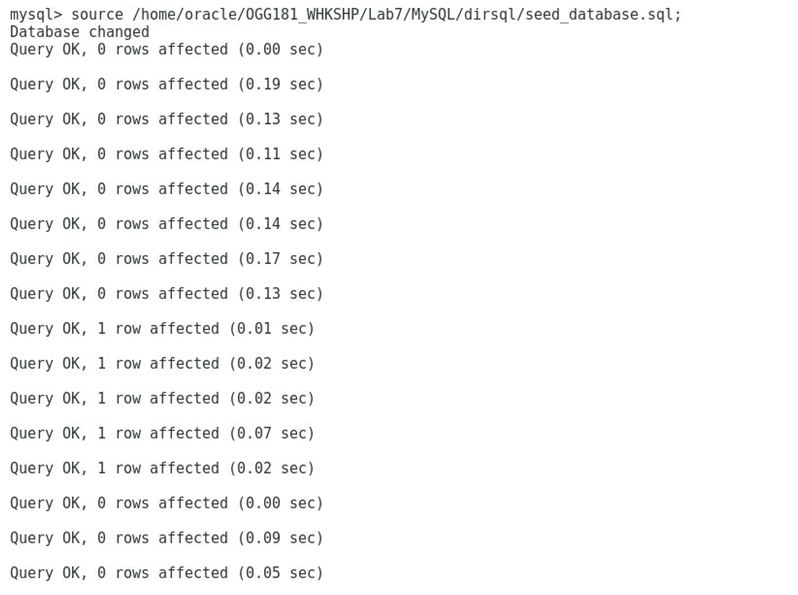 mysql> source /home/oracle/OGG181_WHKSHP/Lab7/MySQL/dirsql/seed_database.sql;
Database changed
Query OK, 0 rows affected (0.00 sec)
Query OK, 0 rows affected (0.19 sec)
Query OK, 0 rows affected (0.13 sec)
Query OK, 0 rows affected (0.11 sec)
Query OK, 0 rows affected (0.14 sec)
Query OK, 0 rows affected (0.14 sec)
Query OK, 0 rows affected (0.17 sec)
Query OK, 0 rows affected (0.13 sec)
Query OK, 1 row affected (0.01 sec)
Query OK, 1 row affected (0.02 sec)
Query OK, 1 row affected (0.02 sec)
Query OK, 1 row affected (0.07 sec)
Query OK, 1 row affected (0.02 sec)
Query OK, 0 rows affected (0.00 sec)
Query OK, 0 rows affected (0.09 sec)
Query OK, 0 rows affected (0.05 sec)